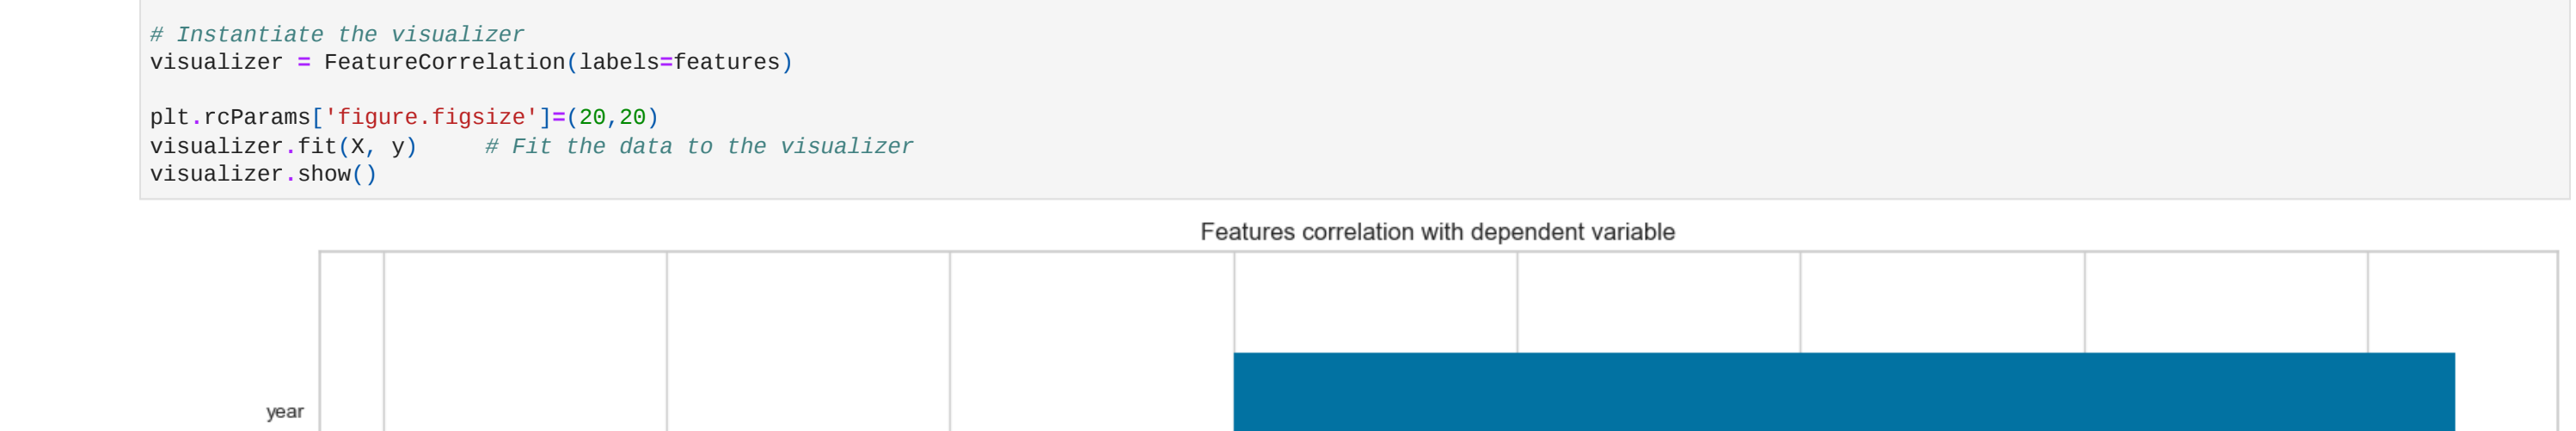 # Instantiate the visualizer
visualizer = FeatureCorrelation(labels=features)
plt.rcParams['figure.figsize']=(20,20)
visualizer.fit(X, y)     # Fit the data to the visualizer
visualizer.show()
Features correlation with dependent variable
year